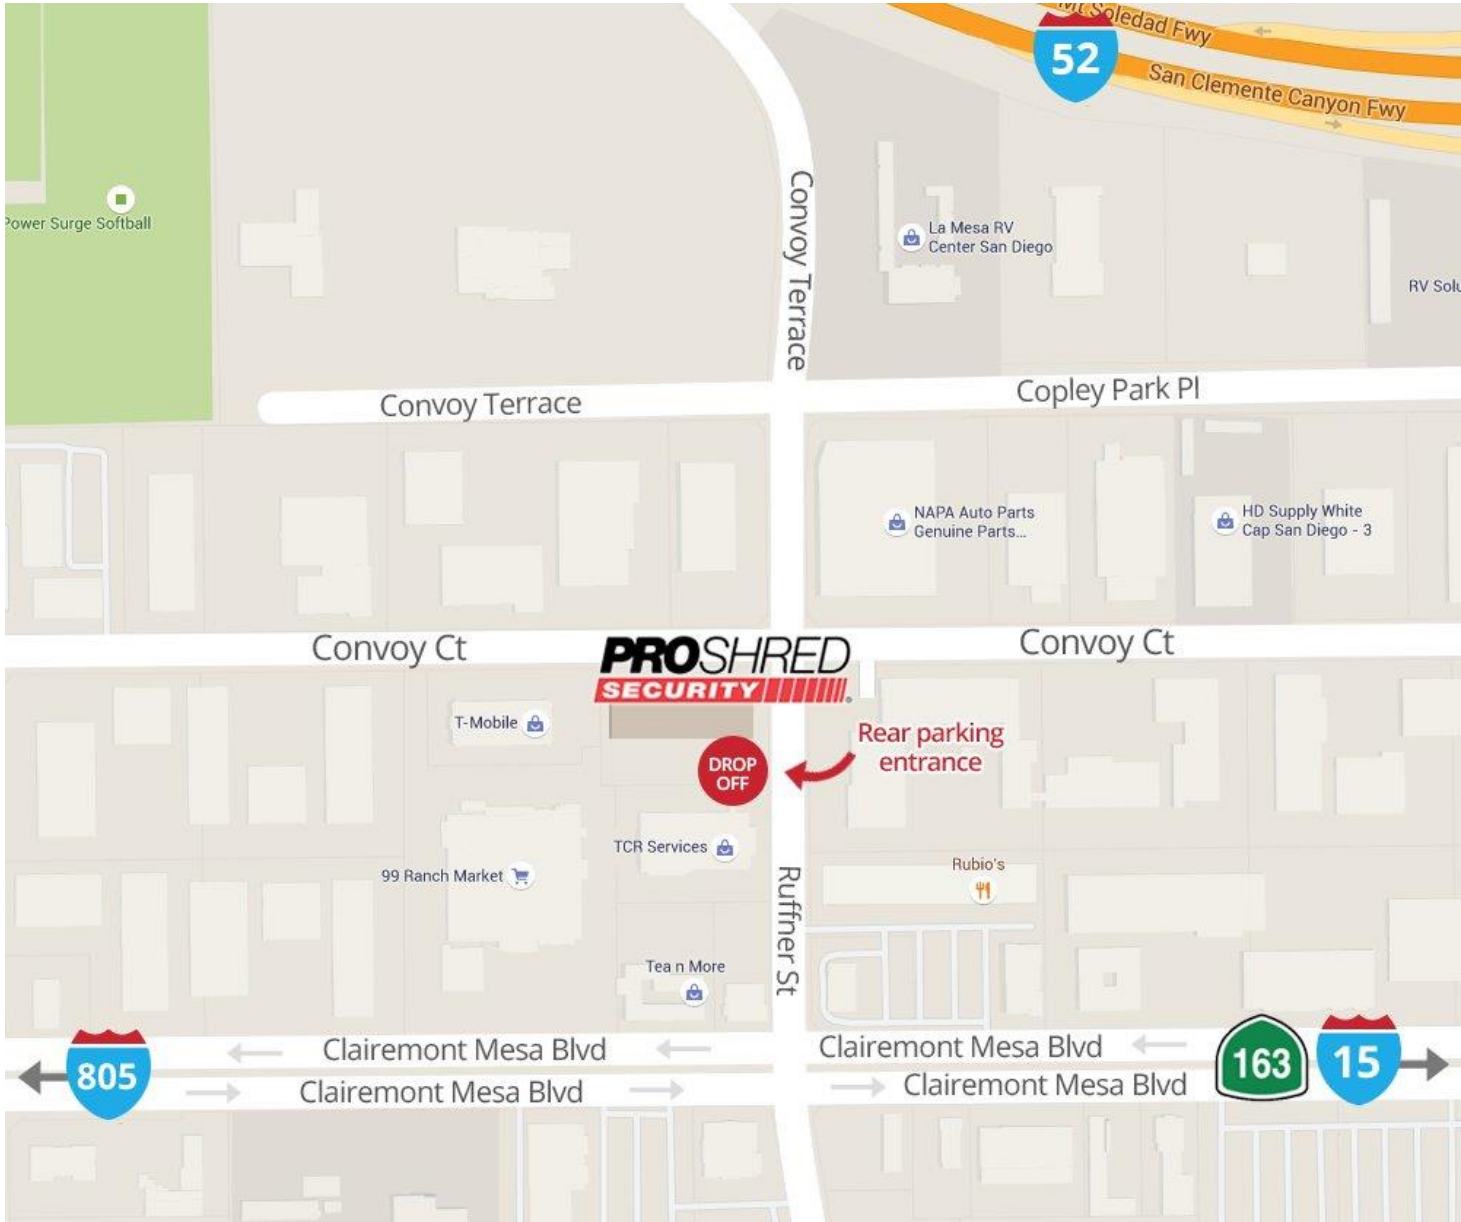 Mt Soledad Fwy
52
San Clemente Canyon Fwy
Convoy Terrace
Power Surge Softball
La Mesa RV
Center San Diego
RV Solu
Convoy Terrace
Copley Park Pl
NAPA Auto Parts
Genuine Parts...
HD Supply White
Cap San Diego - 3
Convoy Ct
PROSHRED
SECURITY
Convoy Ct
T-Mobile
Rear parking
entrance
DROP
OFF
TCR Services
99 Ranch Market
Rubio's
Ruffner St
Tea n More
805
Clairemont Mesa Blvd
Clairemont Mesa Blvd
163
15
Clairemont Mesa Blvd
Clairemont Mesa Blvd